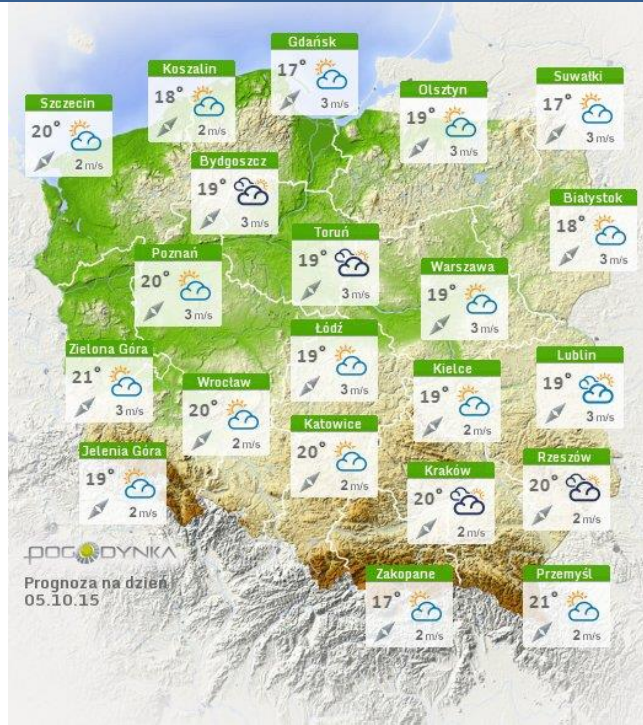 Gdańsk
17°
3 m/s
Koszalin
18°
2 m/s
Suwałki
17°
3 m/s
Olsztyn
19°
3 m/s
Szczecin
20°
2 m/s
Bydgoszcz
19°
3 m/s
Białystok
18°
3 m/s
Toruń
19°
3 m/s
Poznań
20°
3 m/s
Warszawa
19°
3 m/s
Łódź
19°
3 m/s
Zielona Góra
21°
3 m/s
Lublin
19°
3 m/s
Kielce
19°
2 m/s
Wrocław
20°
2 m/s
Katowice
20°
2 m/s
Jelenia Góra
19°
2 m/s
Rzeszów
20°
2 m/s
Kraków
20°
2 m/s
POGODYNKA
Prognoza na dzień
05.10.15
Zakopane
17°
2 m/s
Przemyśl
21°
2 m/s